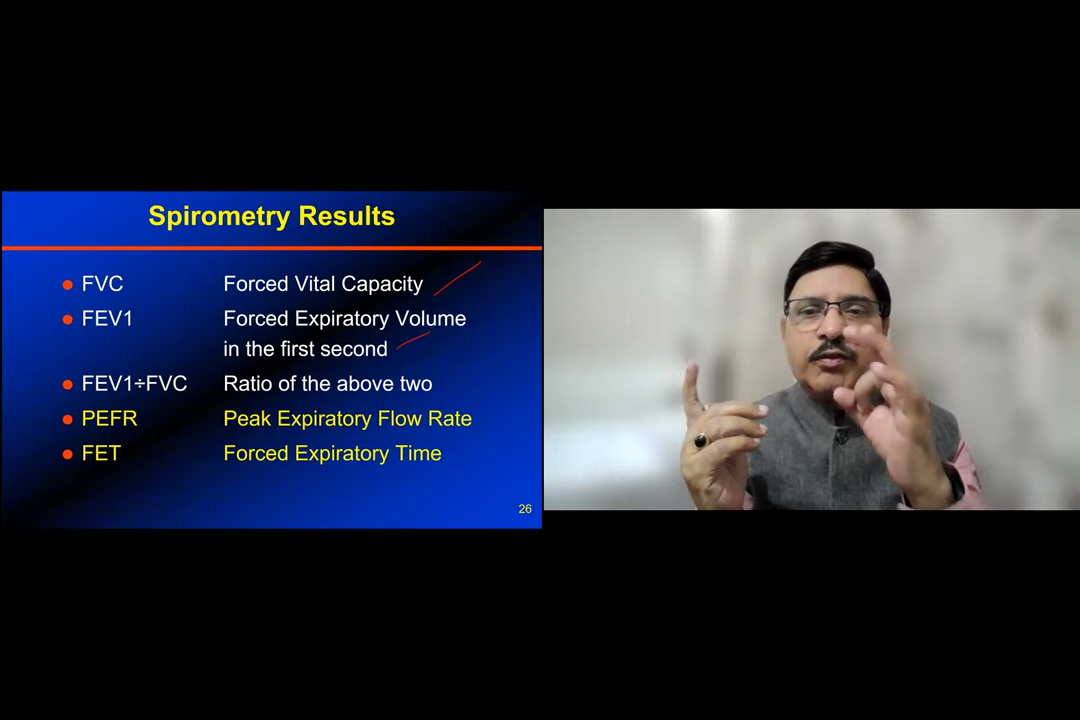 Spirometry Results
FVC Forced Vital Capacity
FEV1 Forced Expiratory Volume
in the first second
FEV1÷FVC Ratio of the above two
PEFR Peak Expiratory Flow Rate
FET Forced Expiratory Time
26